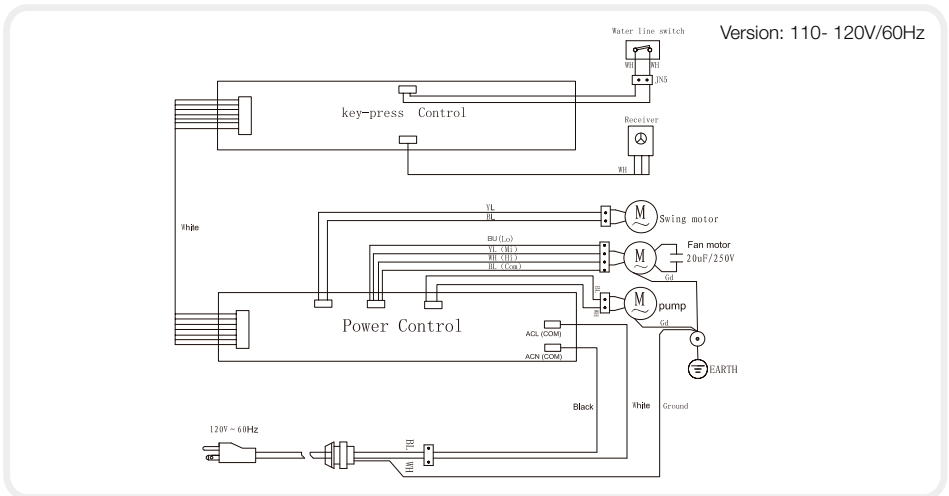 Version: 110- 120V/60Hz
Water line switch
WH WH
JN5
key-press Control
Receiver
WH
White
YL
BL
M
Swing motor
BU(Lo)
YL (Mi)
WH (Hi)
BL (Com)
M
Fan motor
20uF/250V
Gd
BL
WH
M
pump
Gd
Power Control
ACL (COM)
ACN (COM)
EARTH
Black
White
Ground
120V~60Hz
BL
WH